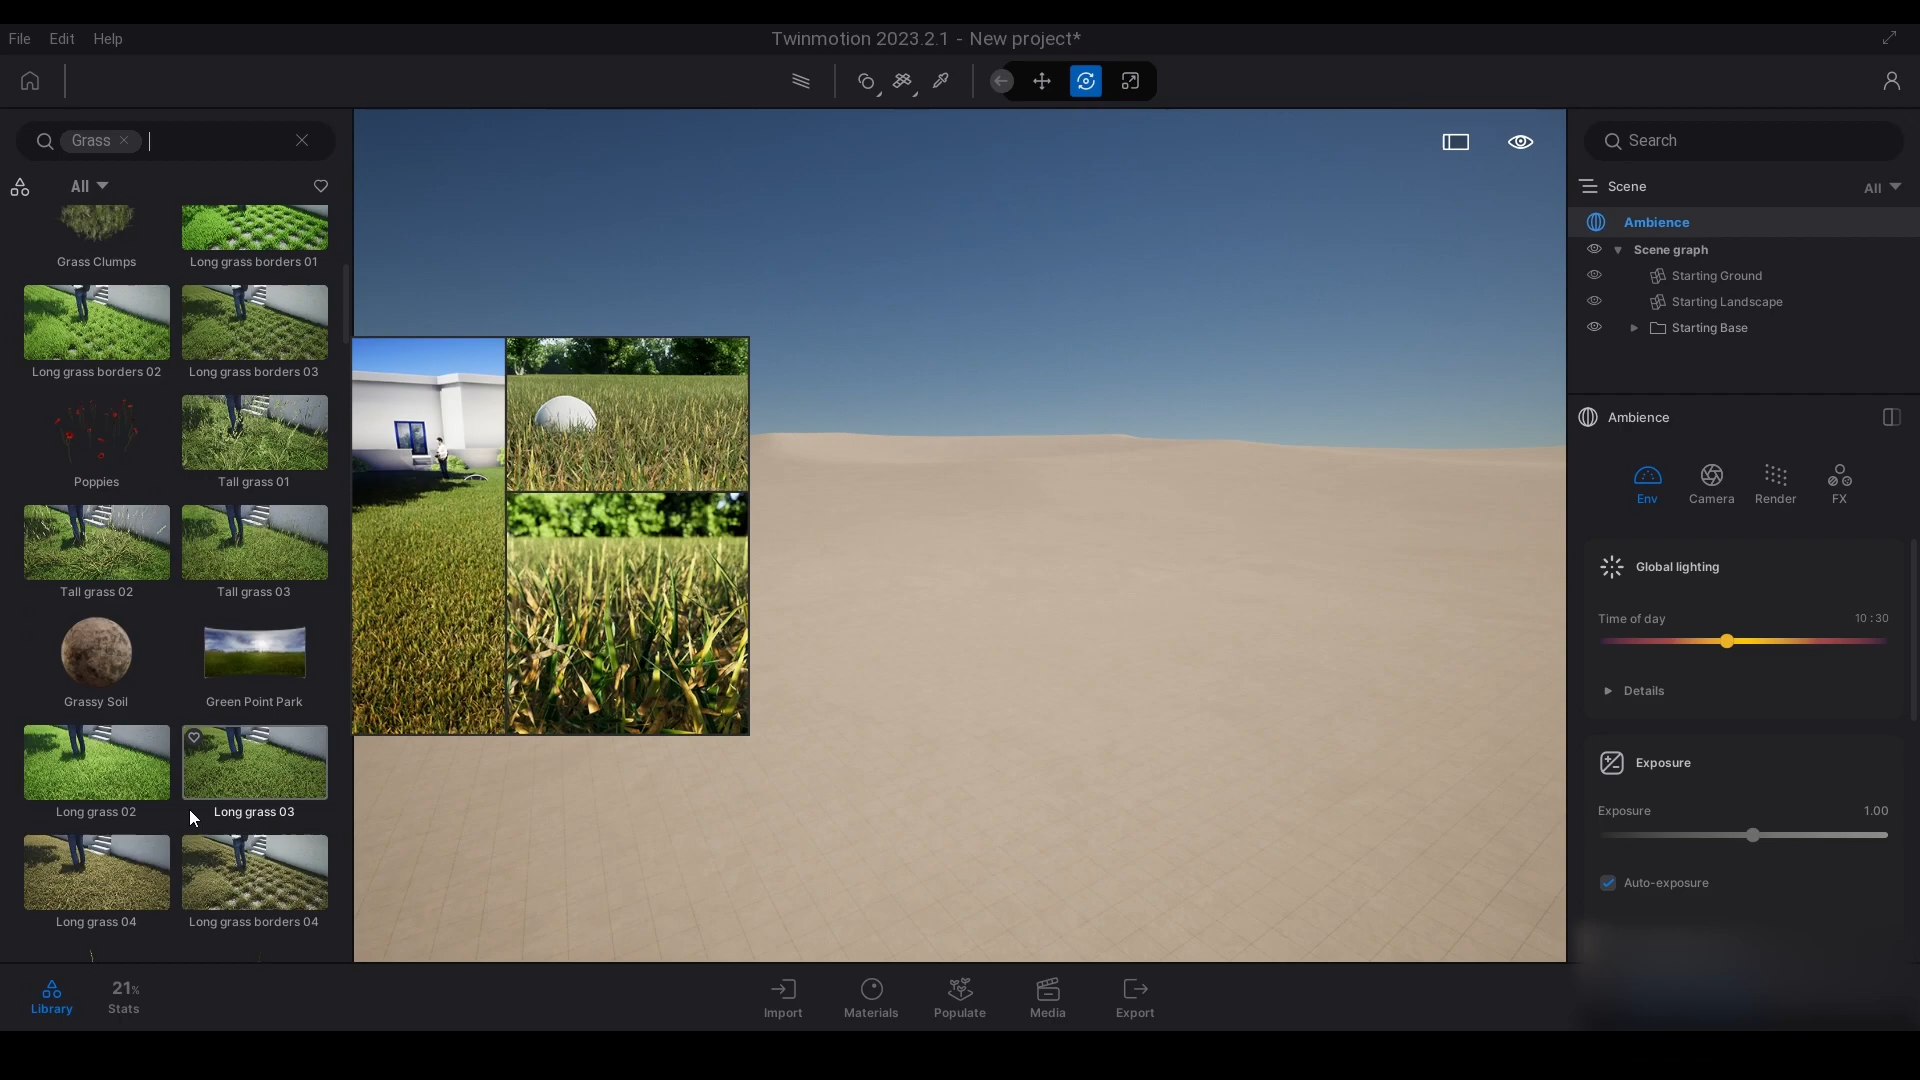 File Edit Help
Twinmotion 2023.2.1 - New project*
Grass
All
Grass Clumps
Long grass borders 01
Long grass borders 02
Long grass borders 03
Poppies
Tall grass 01
Tall grass 02
Tall grass 03
Grassy Soil
Green Point Park
Long grass 02
Long grass 03
Long grass 04
Long grass borders 04
Search
Scene
All
Ambience
Scene graph
Starting Ground
Starting Landscape
Starting Base
Ambience
Env
Camera
Render
FX
Global lighting
Time of day
10:30
Details
Exposure
Exposure
1.00
Auto-exposure
Library
21%
Stats
Import
Materials
Populate
Media
Export